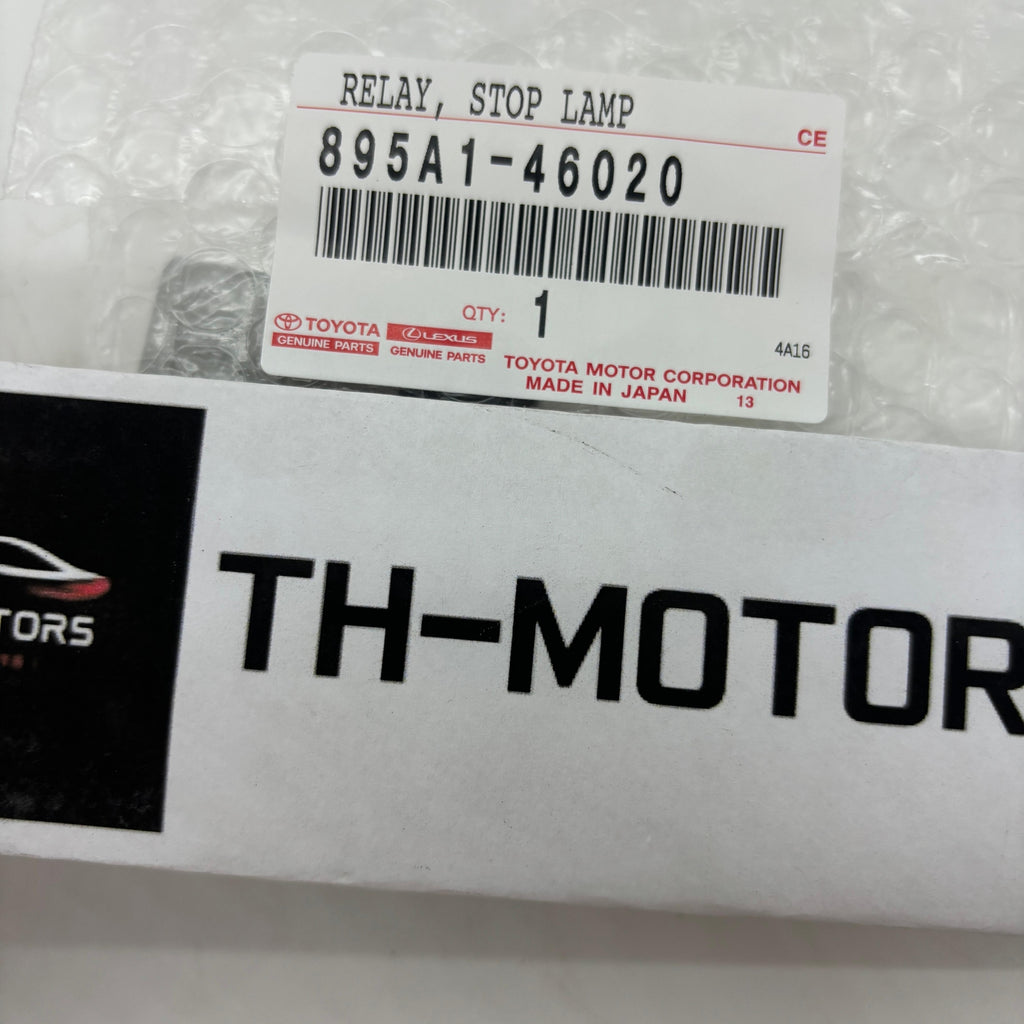 RELAY, STOP LAMP
CE
895A1-46020
QTY: 1
TOYOTA
GENUINE PARTS
LEXUS
GENUINE PARTS
4A16
TOYOTA MOTOR CORPORATION
MADE IN JAPAN 13
TH-MOTOR
TORS